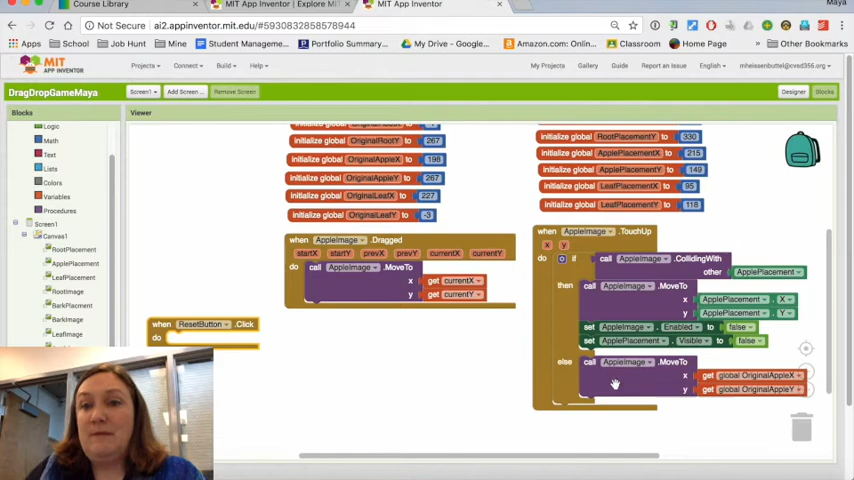 Course Library
MIT App Inventor | Explore M
MIT App Inventor
Maya
Not Secure ai2.appinventor.mit.edu/#5930832858578944
Apps School Job Hunt Mine Student Management... Portfolio Summary... My Drive - Google... Amazon.com: Onlin... Classroom Home Page » Other Bookmarks
MIT
APP INVENTOR
Projects Connect Build Help My Projects Gallery Guide Report an Issue English mheissenbuttel@cvsd356.org
DragDropGameMaya Screen1 Add Screen ... Remove Screen Designer Blocks
Blocks Viewer
Logic
Math
Text
Lists
Colors
Variables
Procedures
Screen1
Canvas1
RootPlacement
ApplePlacement
LeafPlacement
RootImage
BarkPlacment
BarkImage
LeafImage
initialize global OriginalRootY to 267
initialize global OriginalAppleX to 198
initialize global OriginalAppleY to 267
initialize global OriginalLeafX to 227
initialize global OriginalLeafY to -3
when AppleImage .Dragged
startX startY prevX prevY currentX currentY
do call AppleImage .MoveTo
x get currentX
y get currentY
when ResetButton .Click
do
initialize global RootPlacementY to 330
initialize global ApplePlacementX to 215
initialize global ApplePlacementY to 149
initialize global LeafPlacementX to 95
initialize global LeafPlacementY to 118
when AppleImage .TouchUp
x y
do if call AppleImage .CollidingWith
other ApplePlacement
then call AppleImage .MoveTo
x ApplePlacement . X
y ApplePlacement . Y
set AppleImage . Enabled to false
set ApplePlacement . Visible to false
else call AppleImage .MoveTo
x get global OriginalAppleX
y get global OriginalAppleY